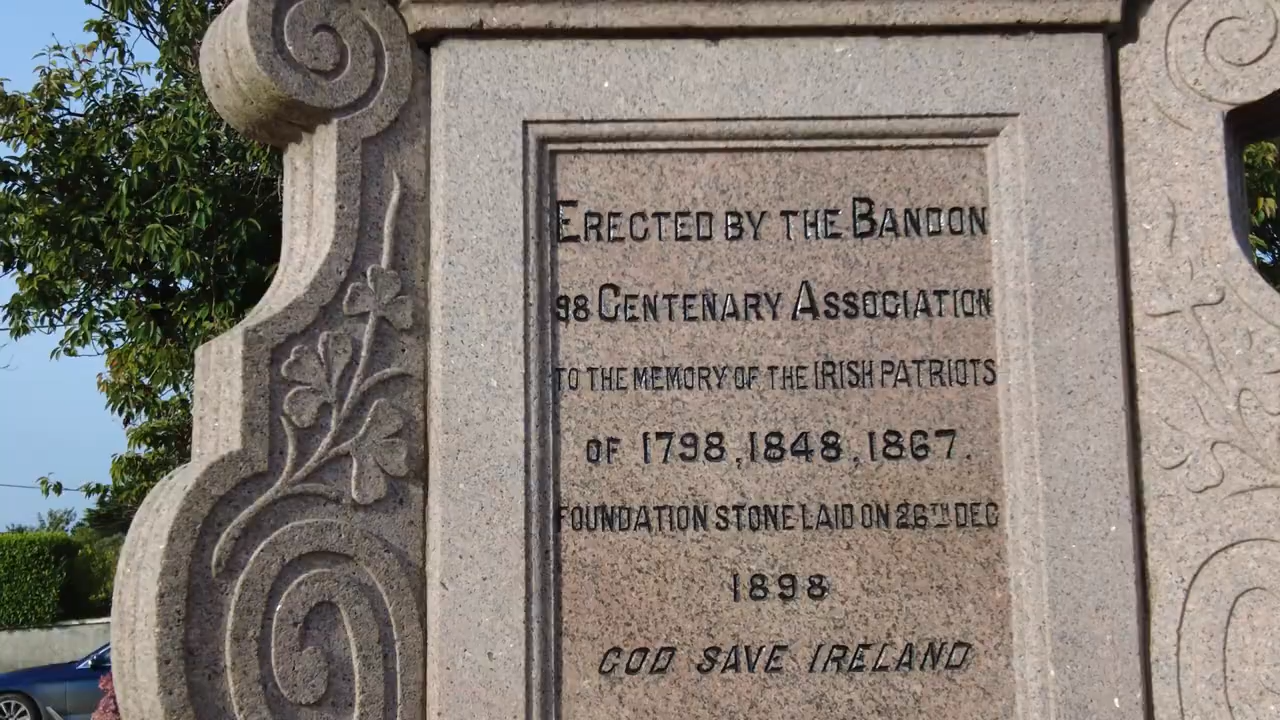 ERECTED BY THE BANDON
98 CENTENARY ASSOCIATION
TO THE MEMORY OF THE IRISH PATRIOTS
OF 1798, 1848, 1867.
FOUNDATION STONE LAID ON 26TH DEC
1898
GOD SAVE IRELAND